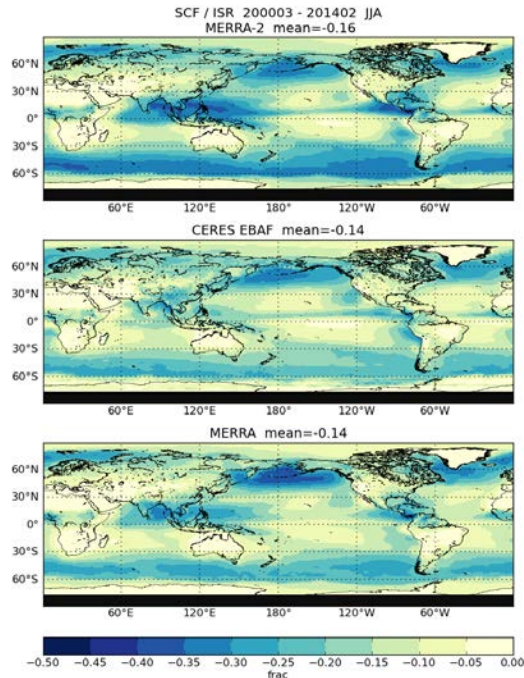 SCF / ISR 200003 - 201402 JJA
MERRA-2 mean=-0.16
60°N
30°N
0°
30°S
60°S
60°E 120°E 180° 120°W 60°W
CERES EBAF mean=-0.14
60°N
30°N
0°
30°S
60°S
60°E 120°E 180° 120°W 60°W
MERRA mean=-0.14
60°N
30°N
0°
30°S
60°S
60°E 120°E 180° 120°W 60°W
−0.50 −0.45 −0.40 −0.35 −0.30 −0.25 −0.20 −0.15 −0.10 −0.05 0.00
frac